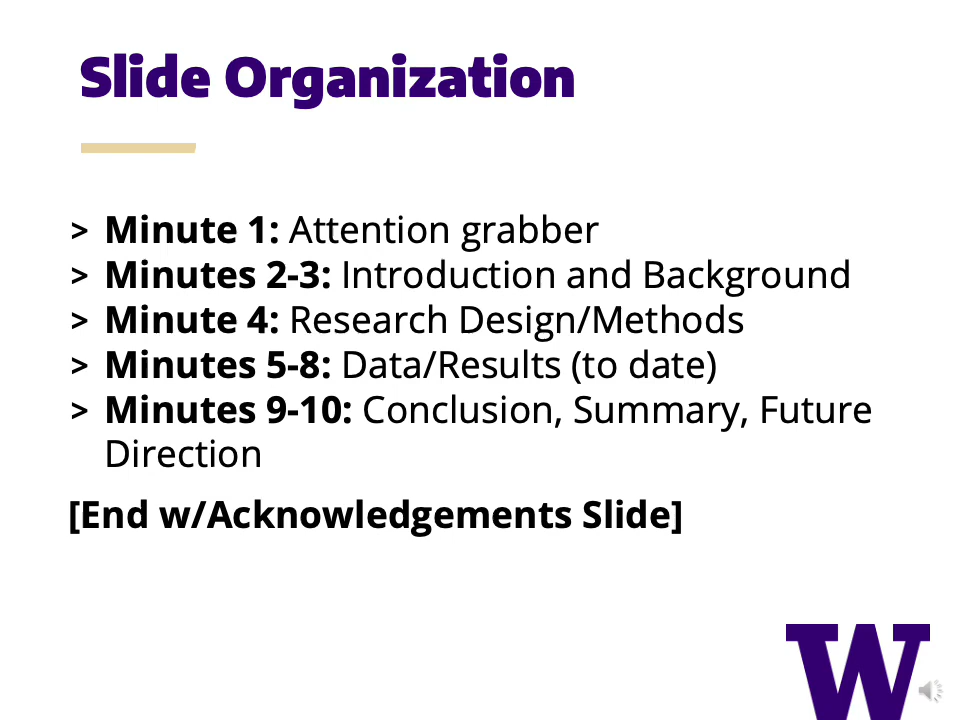 Slide Organization
> Minute 1: Attention grabber
> Minutes 2-3: Introduction and Background
> Minute 4: Research Design/Methods
> Minutes 5-8: Data/Results (to date)
> Minutes 9-10: Conclusion, Summary, Future
Direction
[End w/Acknowledgements Slide]
W